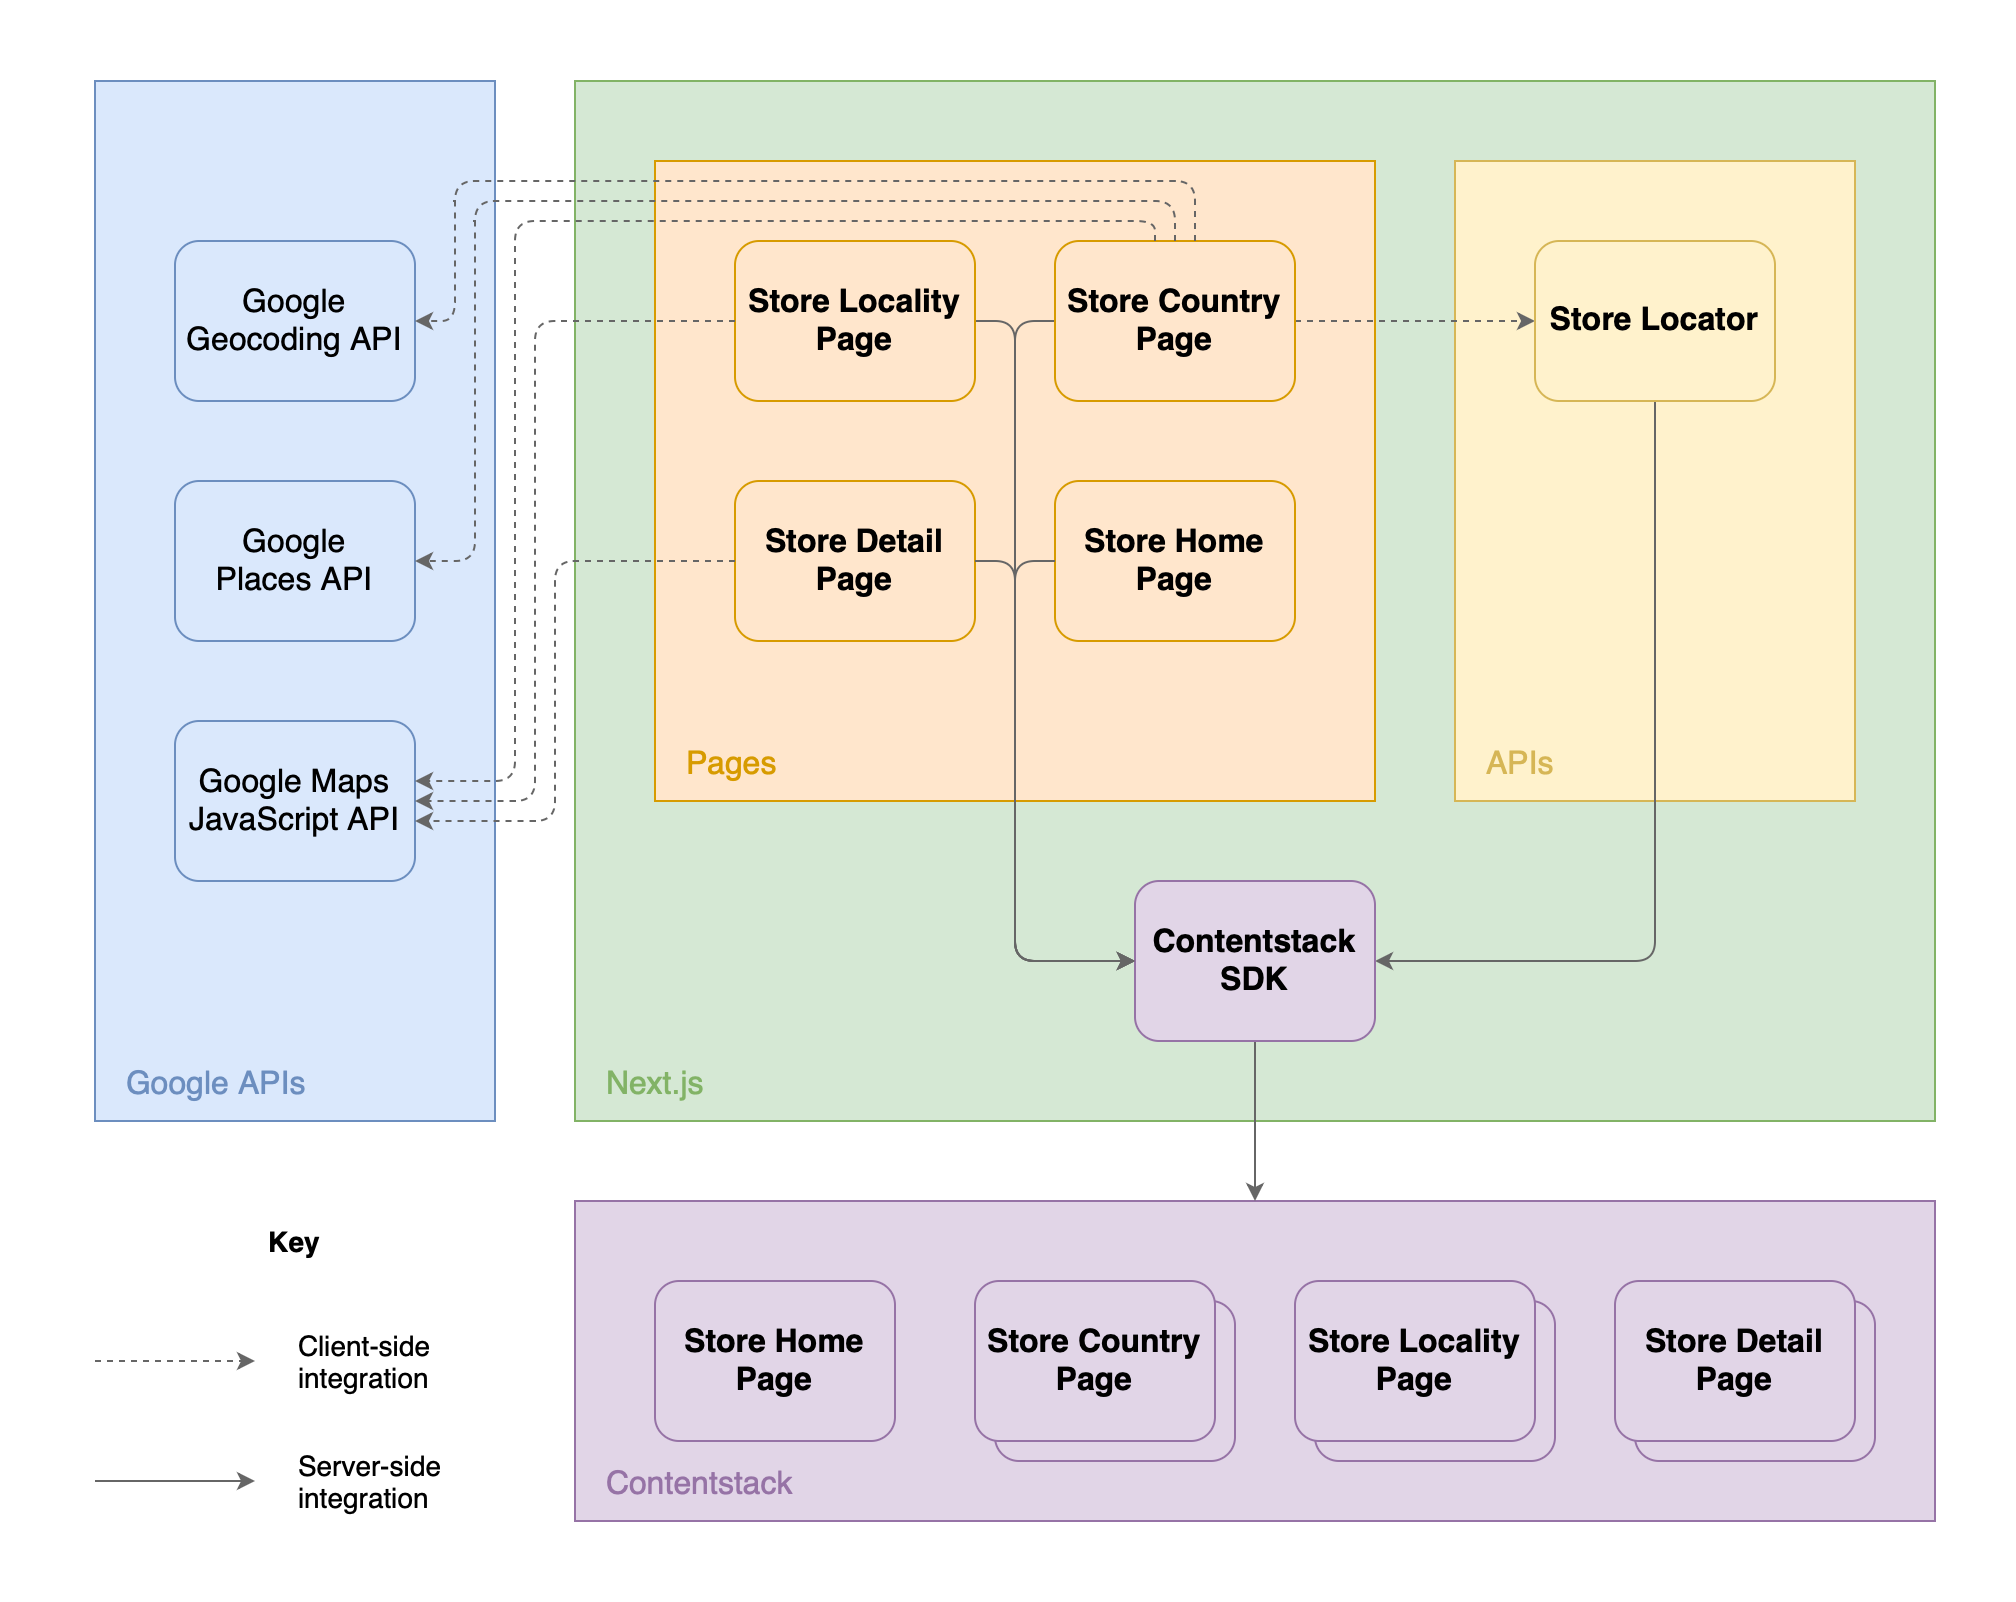 Google
Geocoding API
Google
Places API
Google Maps
JavaScript API
Google APIs
Store Locality
Page
Store Country
Page
Store Detail
Page
Store Home
Page
Pages
Store Locator
APIs
Contentstack
SDK
Next.js
Key
Client-side
integration
Server-side
integration
Store Home
Page
Store Country
Page
Store Locality
Page
Store Detail
Page
Contentstack